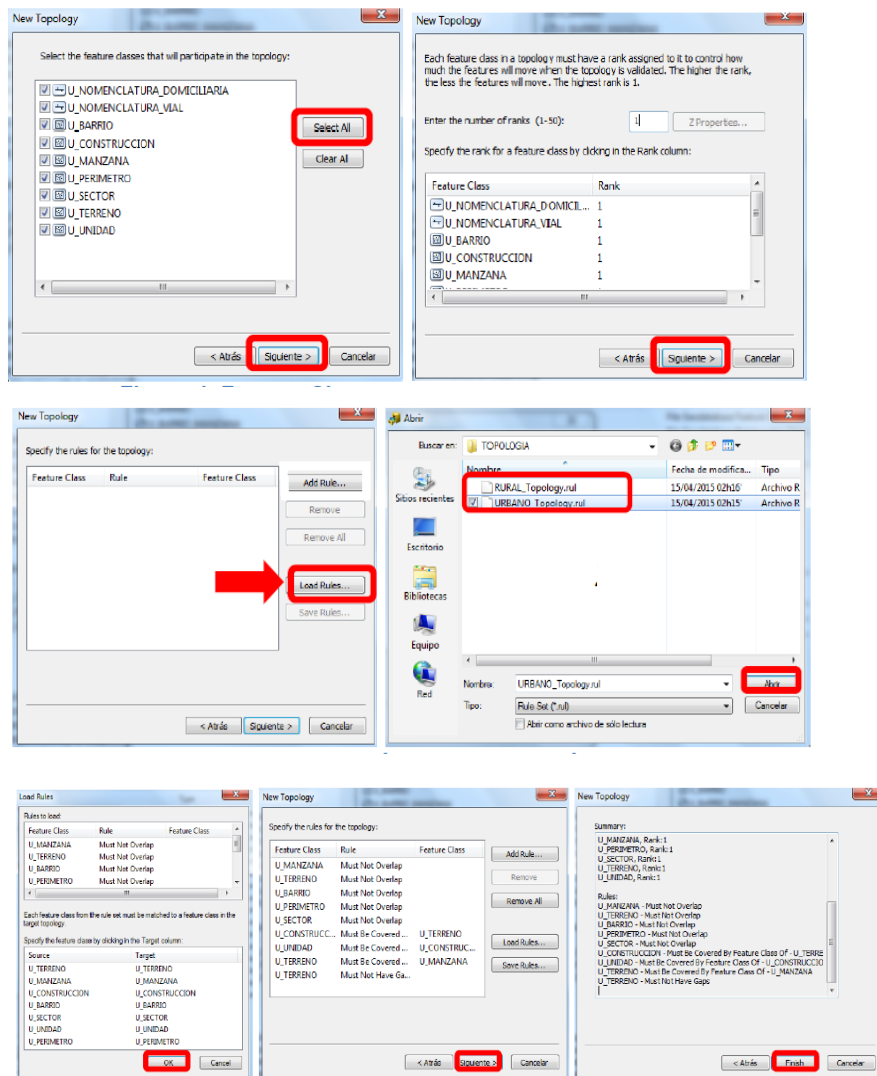 New Topology
Select the feature classes that will participate in the topology:
U_NOMENCLATURA_DOMICILIARIA
U_NOMENCLATURA_VIAL
U_BARRIO
U_CONSTRUCCION
U_MANZANA
U_PERIMETRO
U_SECTOR
U_TERRENO
U_UNIDAD
Select All
Clear All
< Atrás
Siguiente >
Cancelar
New Topology
Each feature class in a topology must have a rank assigned to it to control how
much the features will move when the topology is validated. The higher the rank,
the less the features will move. The highest rank is 1.
Enter the number of ranks (1-50):
1
Z Properties...
Specify the rank for a feature class by clicking in the Rank column:
Feature Class Rank
U_NOMENCLATURA_DOMICIL... 1
U_NOMENCLATURA_VIAL 1
U_BARRIO 1
U_CONSTRUCCION 1
U_MANZANA 1
< Atrás
Siguiente >
Cancelar
New Topology
Specify the rules for the topology:
Feature Class Rule Feature Class
Add Rule...
Remove
Remove All
Load Rules...
Save Rules...
< Atrás
Siguiente >
Cancelar
Abrir
Buscar en: TOPOLOGIA
Sitios recientes
Escritorio
Bibliotecas
Equipo
Red
Nombre Fecha de modifica... Tipo
RURAL_Topology.rul 15/04/2015 02h16' Archivo R
URBANO_Topology.rul 15/04/2015 02h15' Archivo R
Nombre: URBANO_Topology.rul
Abrir
Tipo: Rule Set (*.rul)
Cancelar
Abrir como archivo de sólo lectura
Load Rules
Rules to load:
Feature Class Rule Feature Class
U_MANZANA Must Not Overlap
U_TERRENO Must Not Overlap
U_BARRIO Must Not Overlap
U_PERIMETRO Must Not Overlap
Each feature class from the rule set must be matched to a feature class in the
target topology.
Specify the feature class by clicking in the Target column:
Source Target
U_TERRENO U_TERRENO
U_MANZANA U_MANZANA
U_CONSTRUCCION U_CONSTRUCCION
U_BARRIO U_BARRIO
U_SECTOR U_SECTOR
U_UNIDAD U_UNIDAD
U_PERIMETRO U_PERIMETRO
OK
Cancel
New Topology
Specify the rules for the topology:
Feature Class Rule Feature Class
U_MANZANA Must Not Overlap
U_TERRENO Must Not Overlap
U_BARRIO Must Not Overlap
U_PERIMETRO Must Not Overlap
U_SECTOR Must Not Overlap
U_CONSTRUCC... Must Be Covered ... U_TERRENO
U_UNIDAD Must Be Covered ... U_CONSTRUC...
U_TERRENO Must Be Covered ... U_MANZANA
U_TERRENO Must Not Have Ga...
Add Rule...
Remove
Remove All
Load Rules...
Save Rules...
< Atrás
Siguiente >
Cancelar
New Topology
Summary:
U_MANZANA, Rank:1
U_PERIMETRO, Rank:1
U_SECTOR, Rank:1
U_TERRENO, Rank:1
U_UNIDAD, Rank:1
Rules:
U_MANZANA - Must Not Overlap
U_TERRENO - Must Not Overlap
U_BARRIO - Must Not Overlap
U_PERIMETRO - Must Not Overlap
U_SECTOR - Must Not Overlap
U_CONSTRUCCION - Must Be Covered By Feature Class Of - U_TERRE
U_UNIDAD - Must Be Covered By Feature Class Of - U_CONSTRUCCIO
U_TERRENO - Must Be Covered By Feature Class Of - U_MANZANA
U_TERRENO - Must Not Have Gaps
< Atrás
Finish
Cancelar